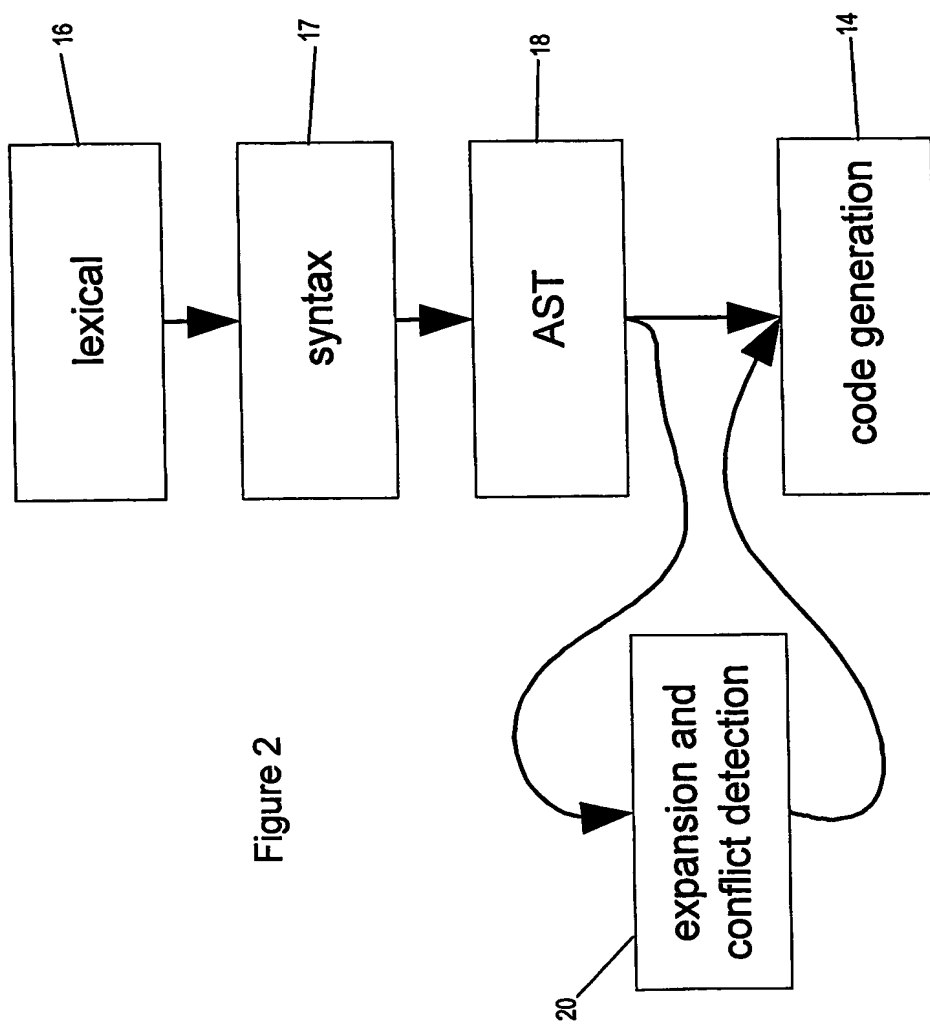 16
lexical
17
syntax
18
AST
14
code generation
20
expansion and
conflict detection
Figure 2